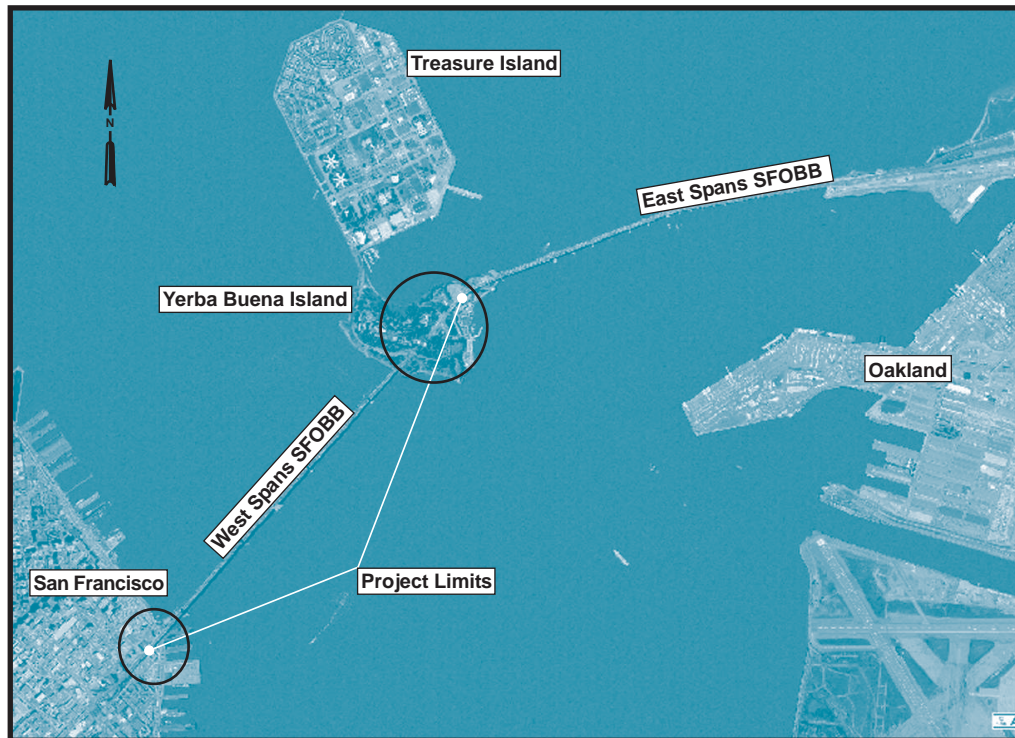 Treasure Island
N
East Spans SFOBB
Yerba Buena Island
Oakland
West Spans SFOBB
San Francisco
Project Limits